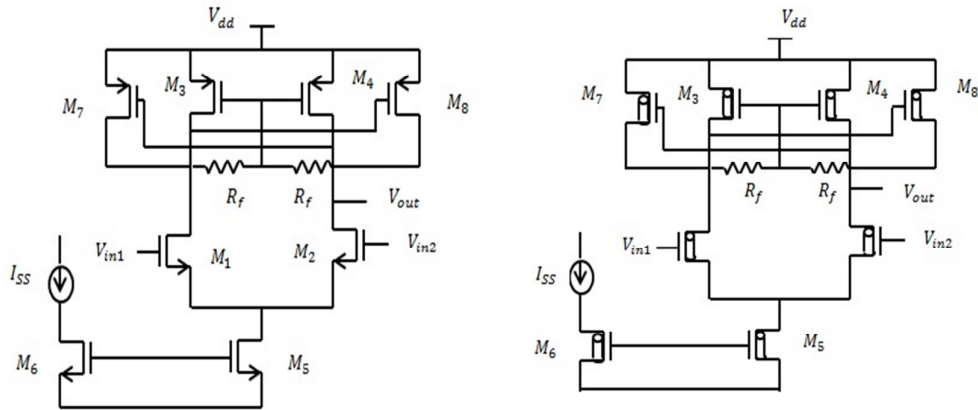 V_dd
M_7
M_3
M_4
M_8
R_f
R_f
V_out
V_in1
M_1
M_2
V_in2
I_SS
M_6
M_5
V_dd
M_7
M_3
M_4
M_8
R_f
R_f
V_out
V_in1
V_in2
I_SS
M_6
M_5